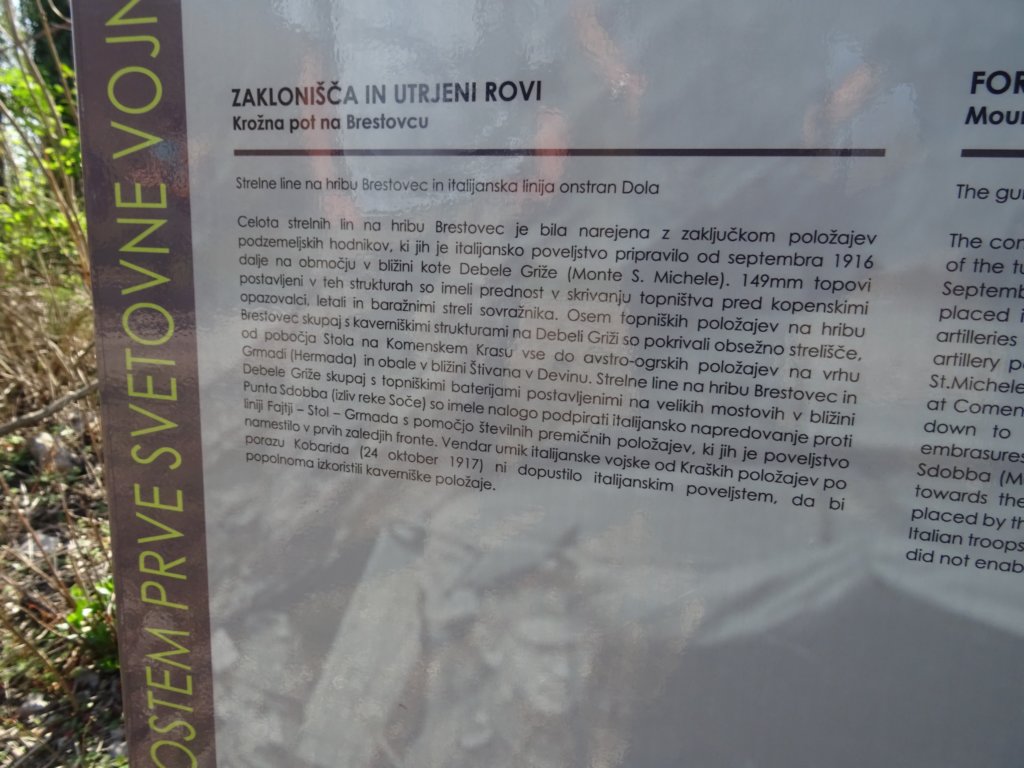 OSTEM PRVE SVETOVNE VOJN
ZAKLONIŠČA IN UTRJENI ROVI
Krožna pot na Brestovcu
Strelne line na hribu Brestovec in italijanska linija onstran Dola
Celota strelnih lin na hribu Brestovec je bila narejena z zaključkom položajev
podzemeljskih hodnikov, ki jih je italijansko poveljstvo pripravilo od septembra 1916
dalje na območju v bližini kote Debele Griže (Monte S. Michele). 149mm topovi
postavljeni v teh strukturah so imeli prednost v skrivanju topništva pred kopenskimi
opazovalci, letali in baražnimi streli sovražnika. Osem topniških položajev na hribu
Brestovec skupaj s kaverniškimi strukturami na Debeli Griži so pokrivali obsežno strelišče,
od pobočja Stola na Komenskem Krasu vse do avstro-ogrskih položajev na vrhu
Grmadi (Hermada) in obale v bližini Štivana v Devinu. Strelne line na hribu Brestovec in
Debele Griže skupaj s topniškimi baterijami postavljenimi na velikih mostovih v bližini
Punta Sdobba (izliv reke Soče) so imele nalogo podpirati italijansko napredovanje proti
liniji Fajtji – Stol – Grmada s pomočjo številnih premičnih položajev, ki jih je poveljstvo
namestilo v prvih zaledjih fronte. Vendar umik italijanske vojske od Kraških položajev po
porazu Kobarida (24 oktober 1917) ni dopustilo italijanskim poveljstem, da bi
popolnoma izkoristili kaverniške položaje.
FOR
Moun
The gu
The con
of the tu
Septemb
placed i
artilleries
artillery p
St.Michele
at Comen
down to
embrasures
Sdobba (M
towards the
placed by th
Italian troops
did not enab